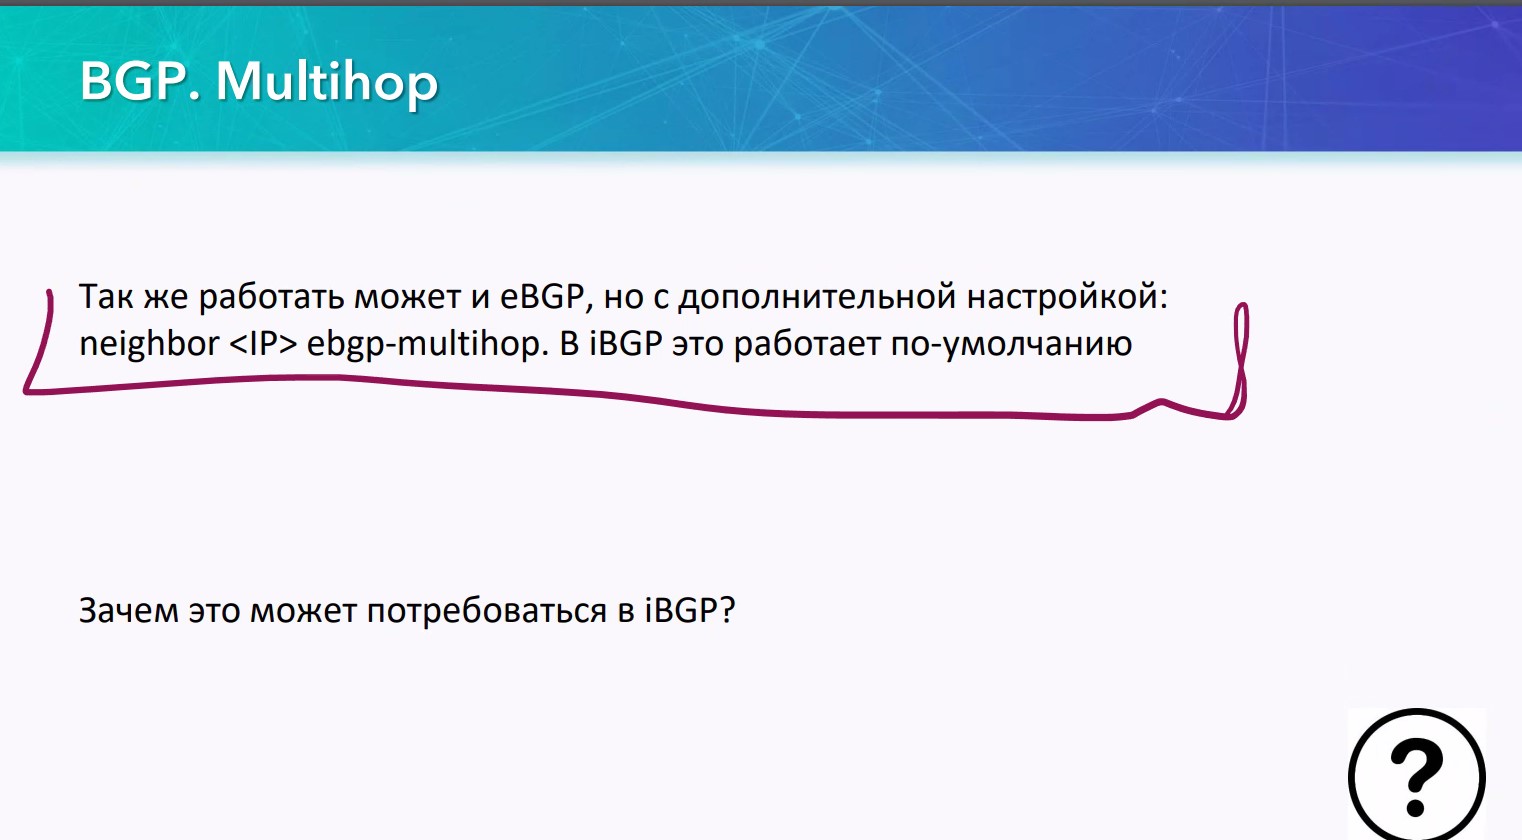 BGP. Multihop
Так же работать может и eBGP, но с дополнительной настройкой:
neighbor <IP> ebgp-multihop. В iBGP это работает по-умолчанию
Зачем это может потребоваться в iBGP?
?